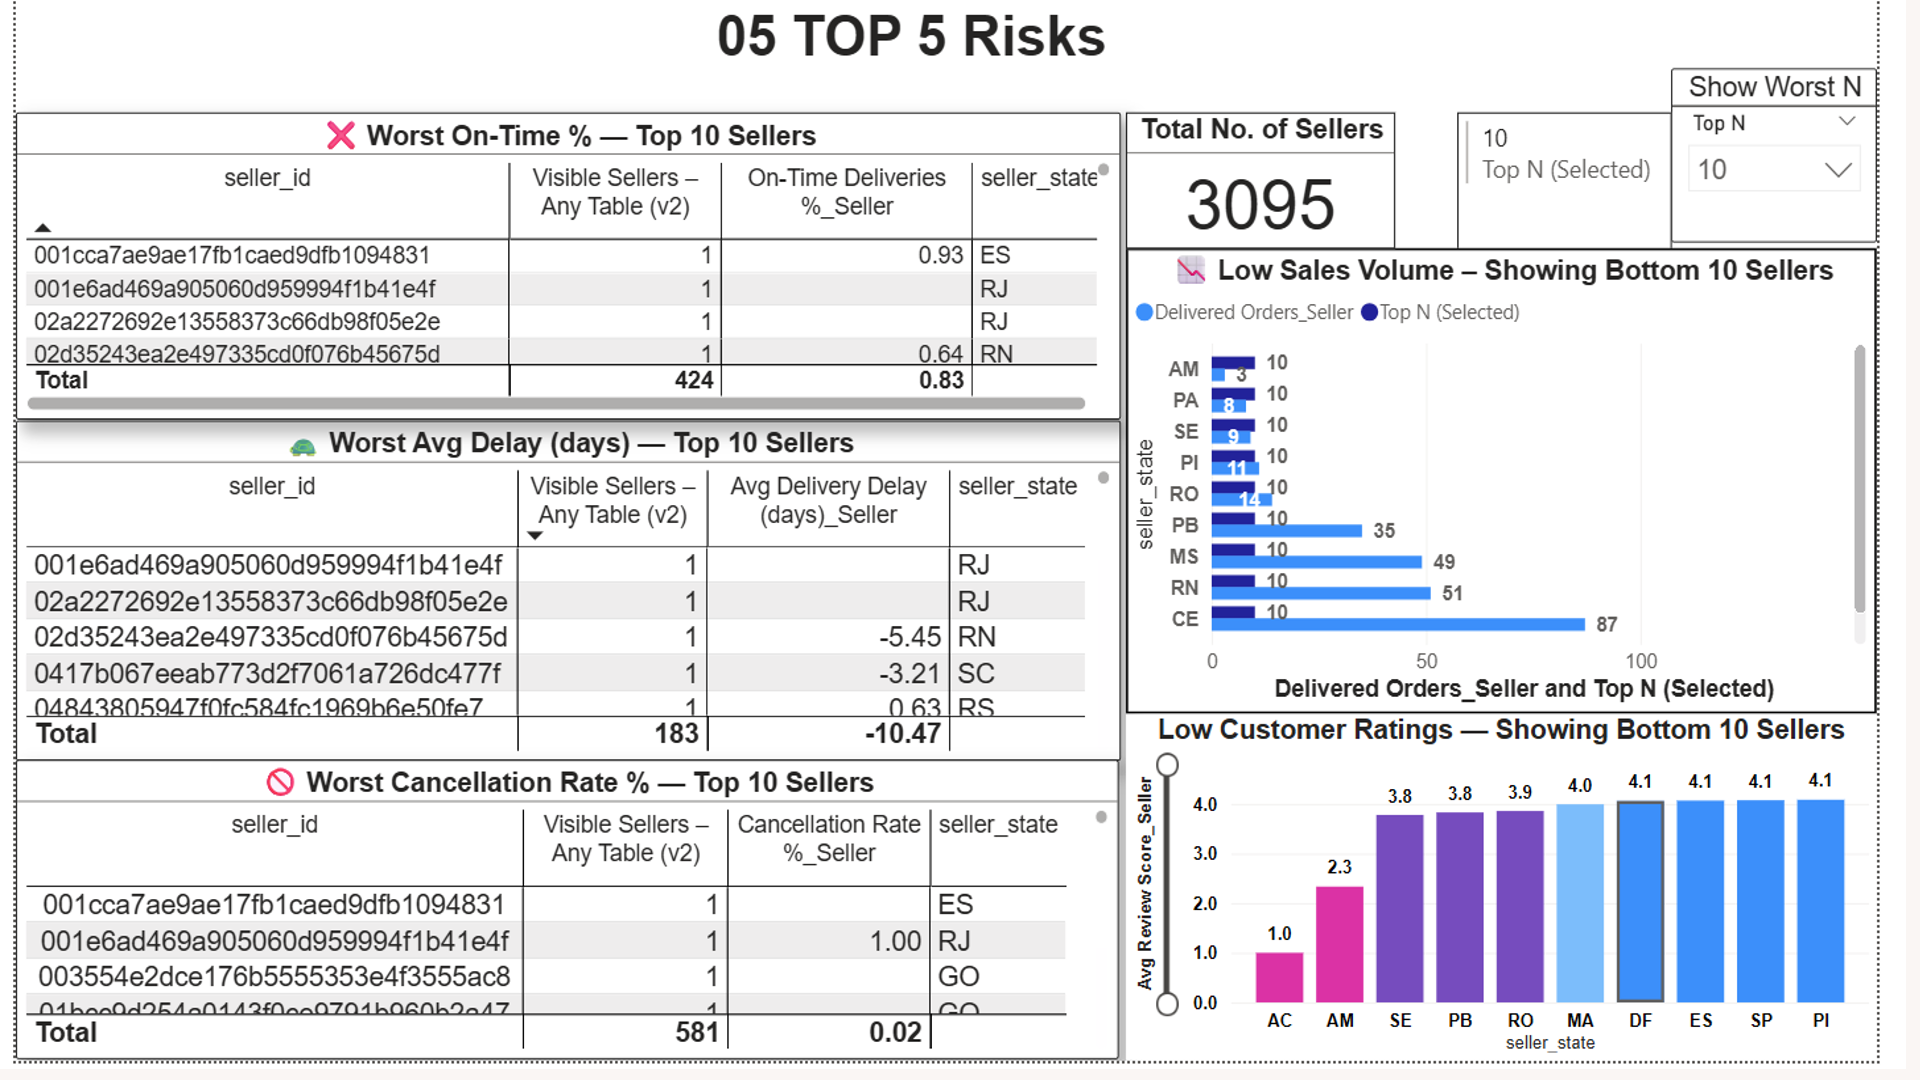 05 TOP 5 Risks
Worst On-Time % — Top 10 Sellers
seller_id
Visible Sellers –
Any Table (v2)
On-Time Deliveries
%_Seller
seller_state
001cca7ae9ae17fb1caed9dfb1094831 1 0.93 ES
001e6ad469a905060d959994f1b41e4f 1 RJ
02a2272692e13558373c66db98f05e2e 1 RJ
02d35243ea2e497335cd0f076b45675d 1 0.64 RN
Total 424 0.83
Worst Avg Delay (days) — Top 10 Sellers
seller_id
Visible Sellers –
Any Table (v2)
Avg Delivery Delay
(days)_Seller
seller_state
001e6ad469a905060d959994f1b41e4f 1 RJ
02a2272692e13558373c66db98f05e2e 1 RJ
02d35243ea2e497335cd0f076b45675d 1 -5.45 RN
0417b067eeab773d2f7061a726dc477f 1 -3.21 SC
04843805947f0fc584fc1969b6e50fe7 1 0.63 RS
Total 183 -10.47
Worst Cancellation Rate % — Top 10 Sellers
seller_id
Visible Sellers –
Any Table (v2)
Cancellation Rate
%_Seller
seller_state
001cca7ae9ae17fb1caed9dfb1094831 1 ES
001e6ad469a905060d959994f1b41e4f 1 1.00 RJ
003554e2dce176b5555353e4f3555ac8 1 GO
1 GO
Total 581 0.02
Total No. of Sellers
3095
10
Top N (Selected)
Show Worst N
Top N
10
Low Sales Volume – Showing Bottom 10 Sellers
Delivered Orders_Seller Top N (Selected)
seller_state
AM 10 3
PA 10 8
SE 10 9
PI 10 11
RO 10 14
PB 10 35
MS 10 49
RN 10 51
CE 10 87
0 50 100
Delivered Orders_Seller and Top N (Selected)
Low Customer Ratings — Showing Bottom 10 Sellers
Avg Review Score_Seller
4.0
3.0
2.0
1.0
0.0
1.0 2.3 3.8 3.8 3.9 4.0 4.1 4.1 4.1 4.1
AC AM SE PB RO MA DF ES SP PI
seller_state